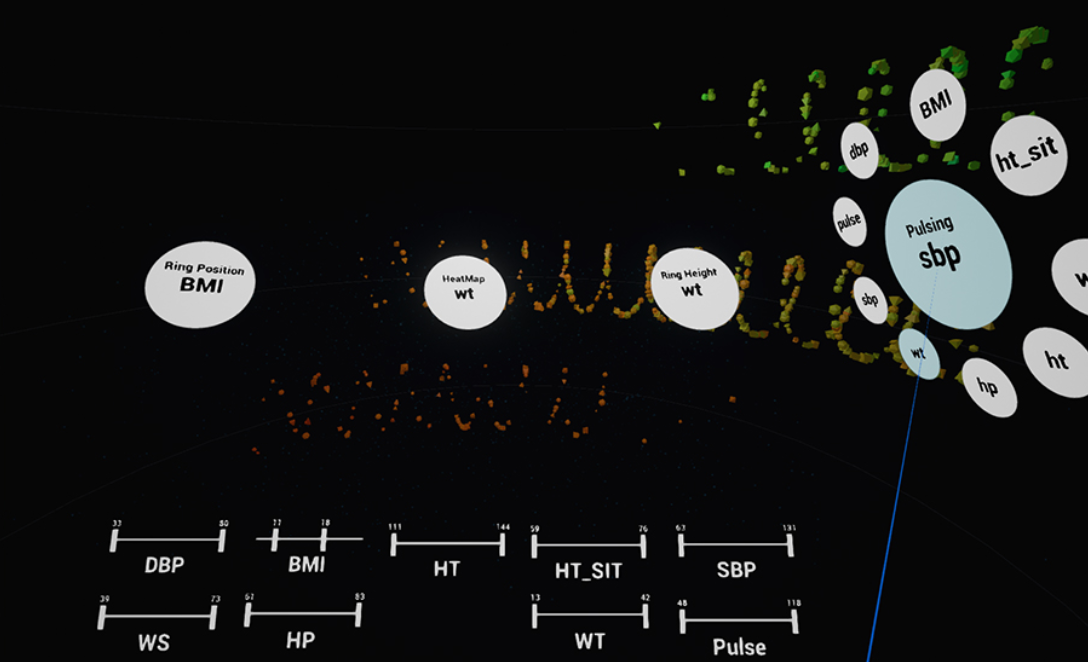 BMI
dbp
ht_sit
pulse
Pulsing
sbp
Ring Position
BMI
HeatMap
wt
Ring Height
wt
sbp
wt
hp
ht
33 80
DBP
11 18
BMI
111 144
HT
59 76
HT_SIT
67 131
SBP
39 73
WS
61 83
HP
13 42
WT
48 118
Pulse